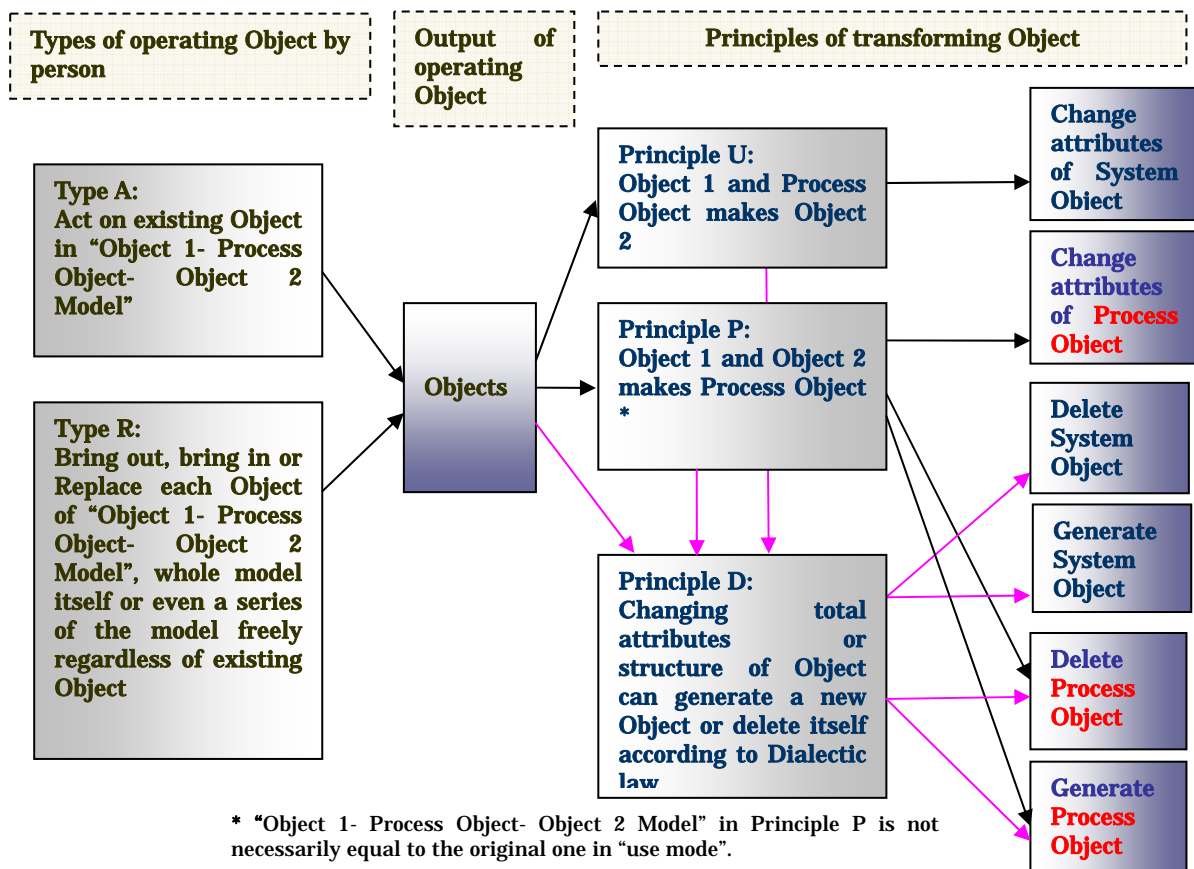 Types of operating Object by
person
Output of
operating
Object
Principles of transforming Object
Type A:
Act on existing Object
in “Object 1- Process
Object- Object 2
Model”
Type R:
Bring out, bring in or
Replace each Object
of “Object 1- Process
Object- Object 2
Model”, whole model
itself or even a series
of the model freely
regardless of existing
Object
Objects
Principle U:
Object 1 and Process
Object makes Object
2
Principle P:
Object 1 and Object 2
makes Process Object
*
Principle D:
Changing total
attributes or
structure of Object
can generate a new
Object or delete itself
according to Dialectic
law
Change
attributes
of System
Object
Change
attributes
of Process
Object
Delete
System
Object
Generate
System
Object
Delete
Process
Object
Generate
Process
Object
* “Object 1- Process Object- Object 2 Model” in Principle P is not
necessarily equal to the original one in “use mode”.